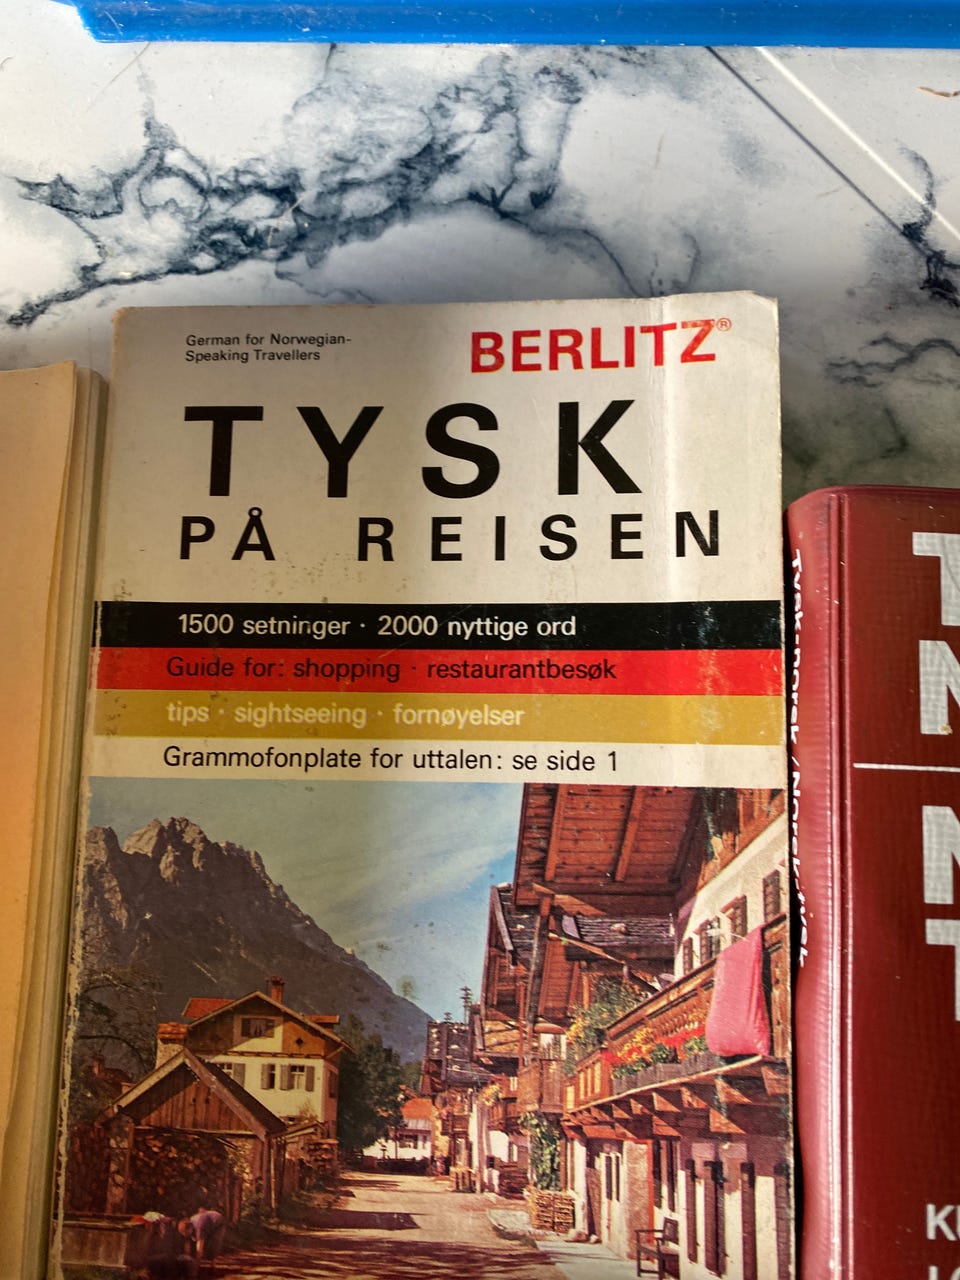 German for Norwegian-
Speaking Travellers
BERLITZ®
TYSK
PÅ REISEN
1500 setninger · 2000 nyttige ord
Guide for: shopping · restaurantbesøk
tips · sightseeing · fornøyelser
Grammofonplate for uttalen: se side 1
Tysk-norsk / Norsk-tysk
T
N
N
T